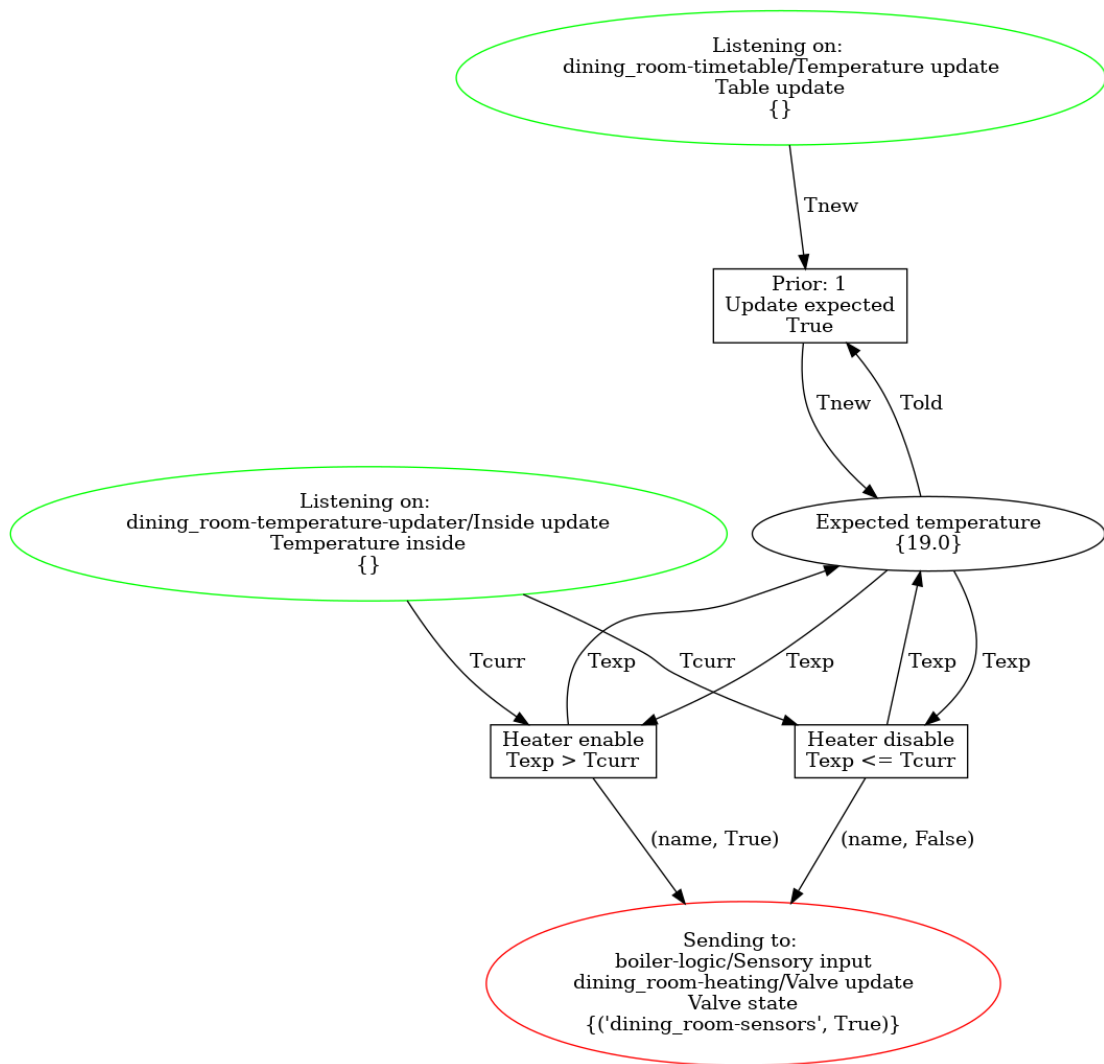 Listening on:
dining_room-timetable/Temperature update
Table update
{}
Tnew
Prior: 1
Update expected
True
Tnew
Told
Listening on:
dining_room-temperature-updater/Inside update
Temperature inside
{}
Expected temperature
{19.0}
Tcurr
Texp
Tcurr
Texp
Texp
Texp
Heater enable
Texp > Tcurr
Heater disable
Texp <= Tcurr
(name, True)
(name, False)
Sending to:
boiler-logic/Sensory input
dining_room-heating/Valve update
Valve state
{('dining_room-sensors', True)}